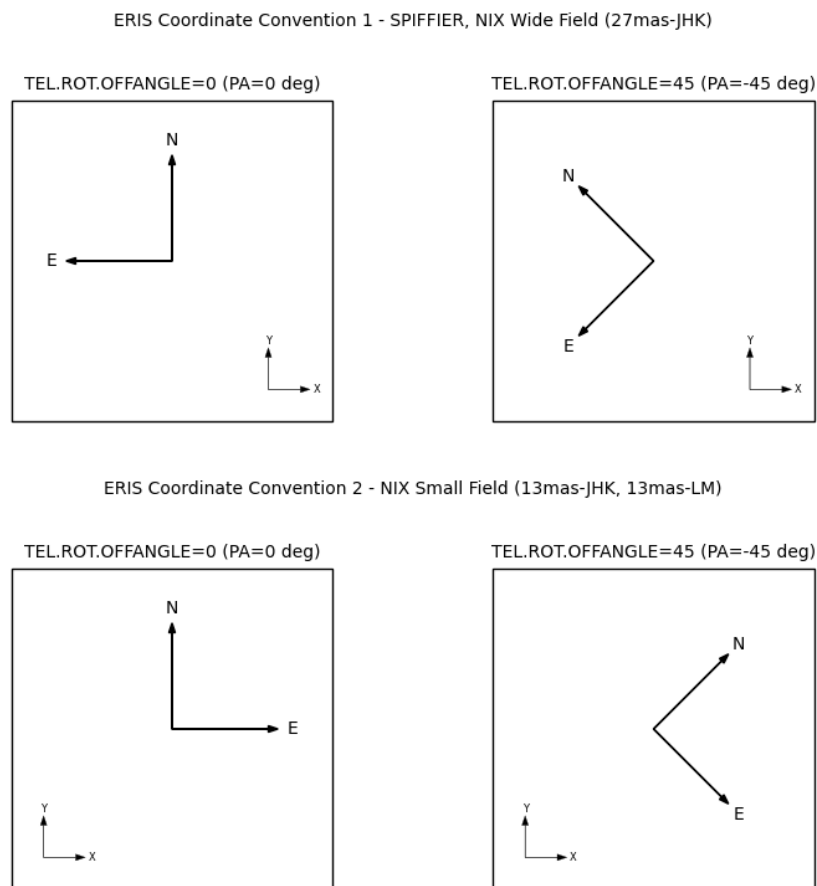 ERIS Coordinate Convention 1 - SPIFFIER, NIX Wide Field (27mas-JHK)
TEL.ROT.OFFANGLE=0 (PA=0 deg)
N
E
Y
X
TEL.ROT.OFFANGLE=45 (PA=-45 deg)
N
E
Y
X
ERIS Coordinate Convention 2 - NIX Small Field (13mas-JHK, 13mas-LM)
TEL.ROT.OFFANGLE=0 (PA=0 deg)
N
E
Y
X
TEL.ROT.OFFANGLE=45 (PA=-45 deg)
N
E
Y
X